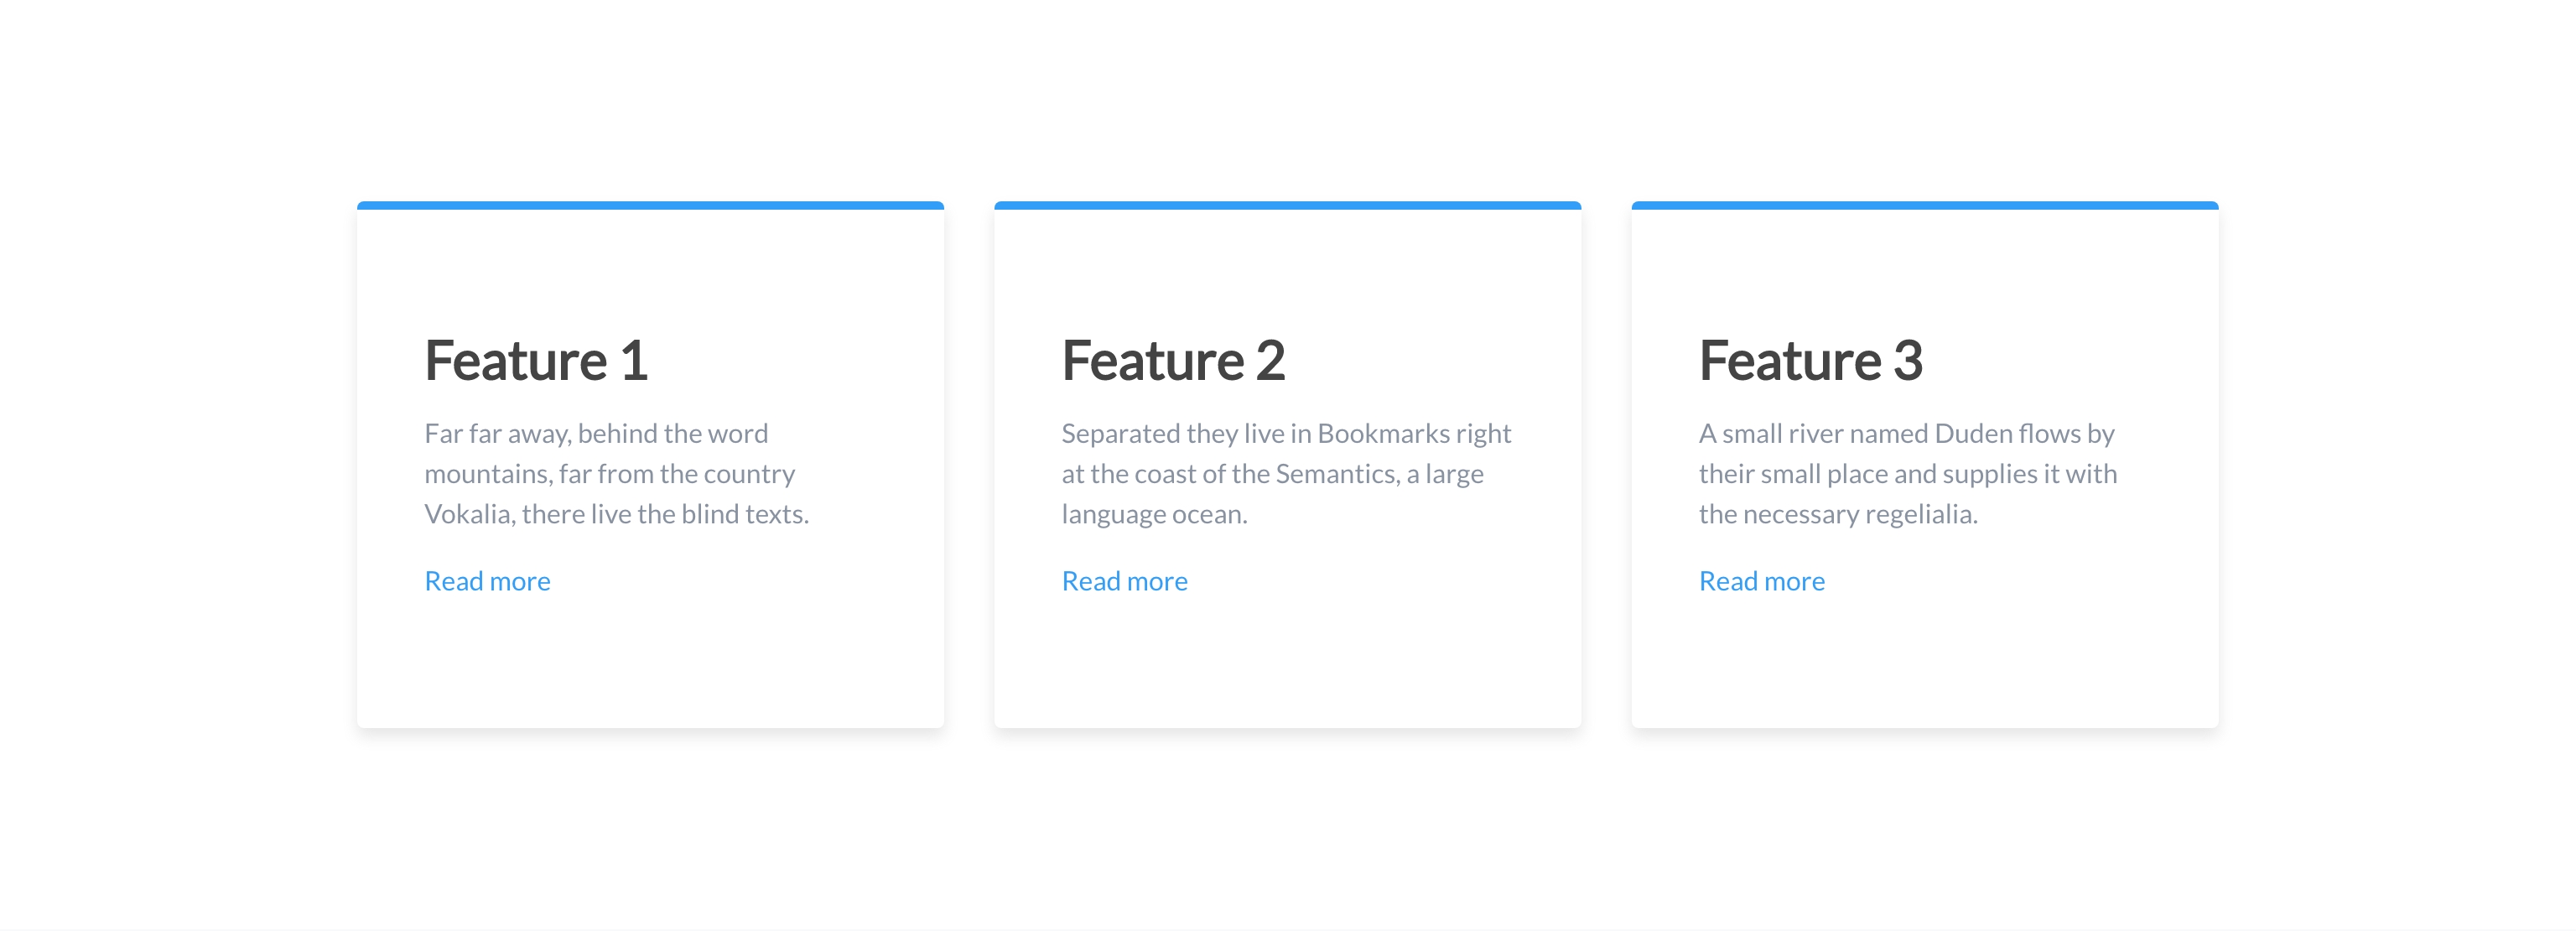 Feature 1
Far far away, behind the word
mountains, far from the country
Vokalia, there live the blind texts.
Read more
Feature 2
Separated they live in Bookmarks right
at the coast of the Semantics, a large
language ocean.
Read more
Feature 3
A small river named Duden flows by
their small place and supplies it with
the necessary regelialia.
Read more